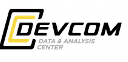 DEVCOM
DATA & ANALYSIS
CENTER